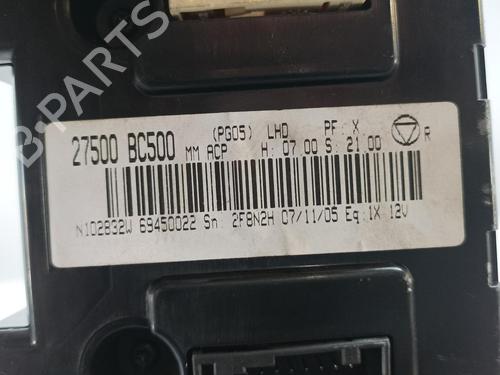 B-PARTS
(PG05) LHD PF: X
27500 BC500 MM ACP H: 07.00 S: 21.00
R
N102832W 69450022 Sn: 2F8N2H 07/11/05 Eq:1X 12V